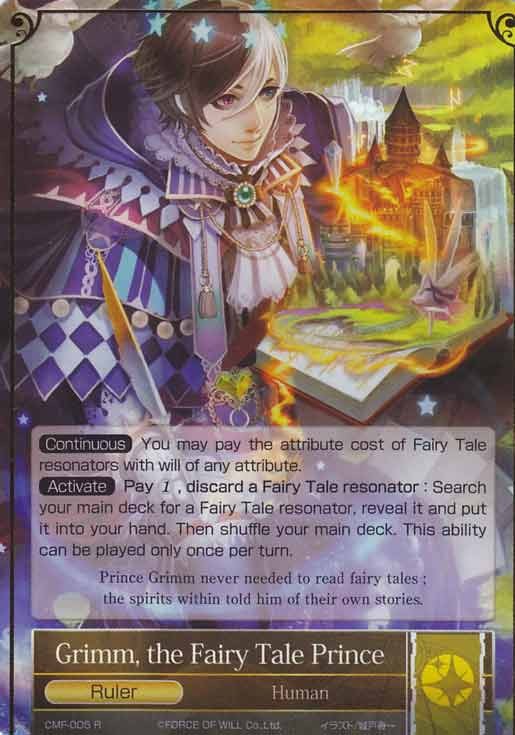 Continuous You may pay the attribute cost of Fairy Tale
resonators with will of any attribute.
Activate Pay 1 , discard a Fairy Tale resonator : Search
your main deck for a Fairy Tale resonator, reveal it and put
it into your hand. Then shuffle your main deck. This ability
can be played only once per turn.
Prince Grimm never needed to read fairy tales ;
the spirits within told him of their own stories.
Grimm, the Fairy Tale Prince
Ruler Human
CMF-005 R ©FORCE OF WILL Co.,Ltd. イラスト/